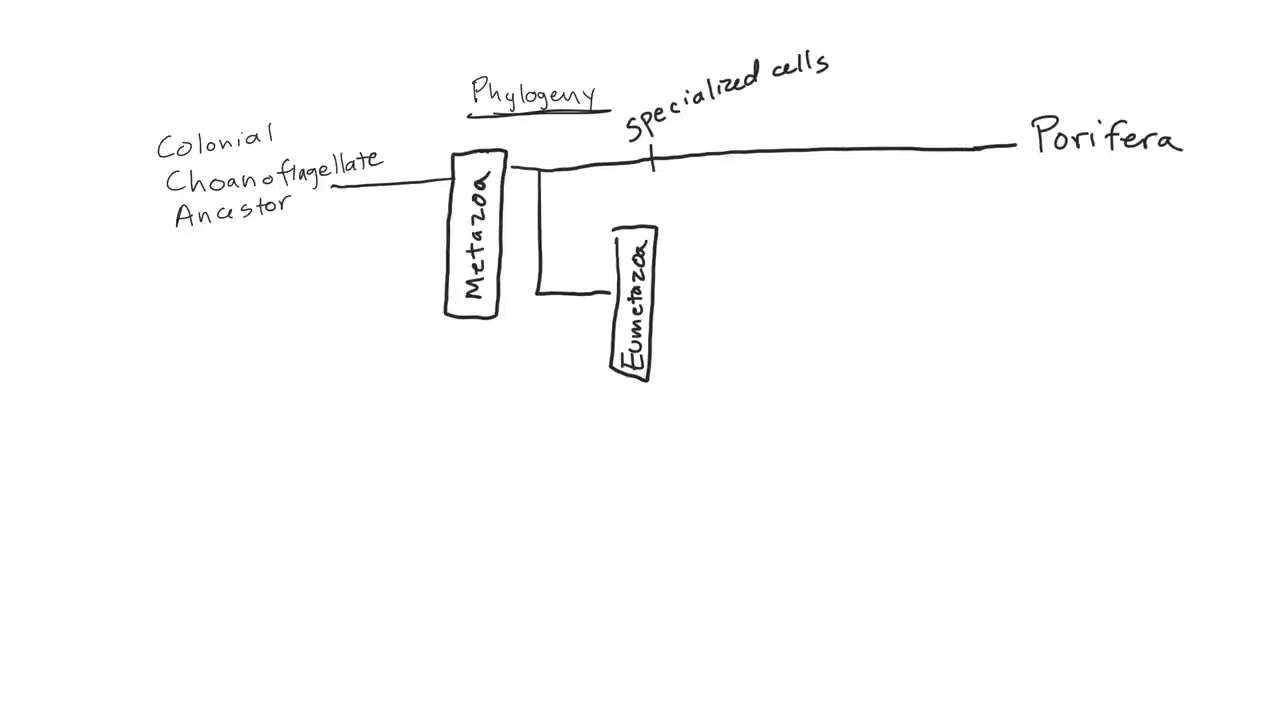 Phylogeny
specialized cells
Colonial
Choanoflagellate
Ancestor
Metazoa
Porifera
Eumetazoa